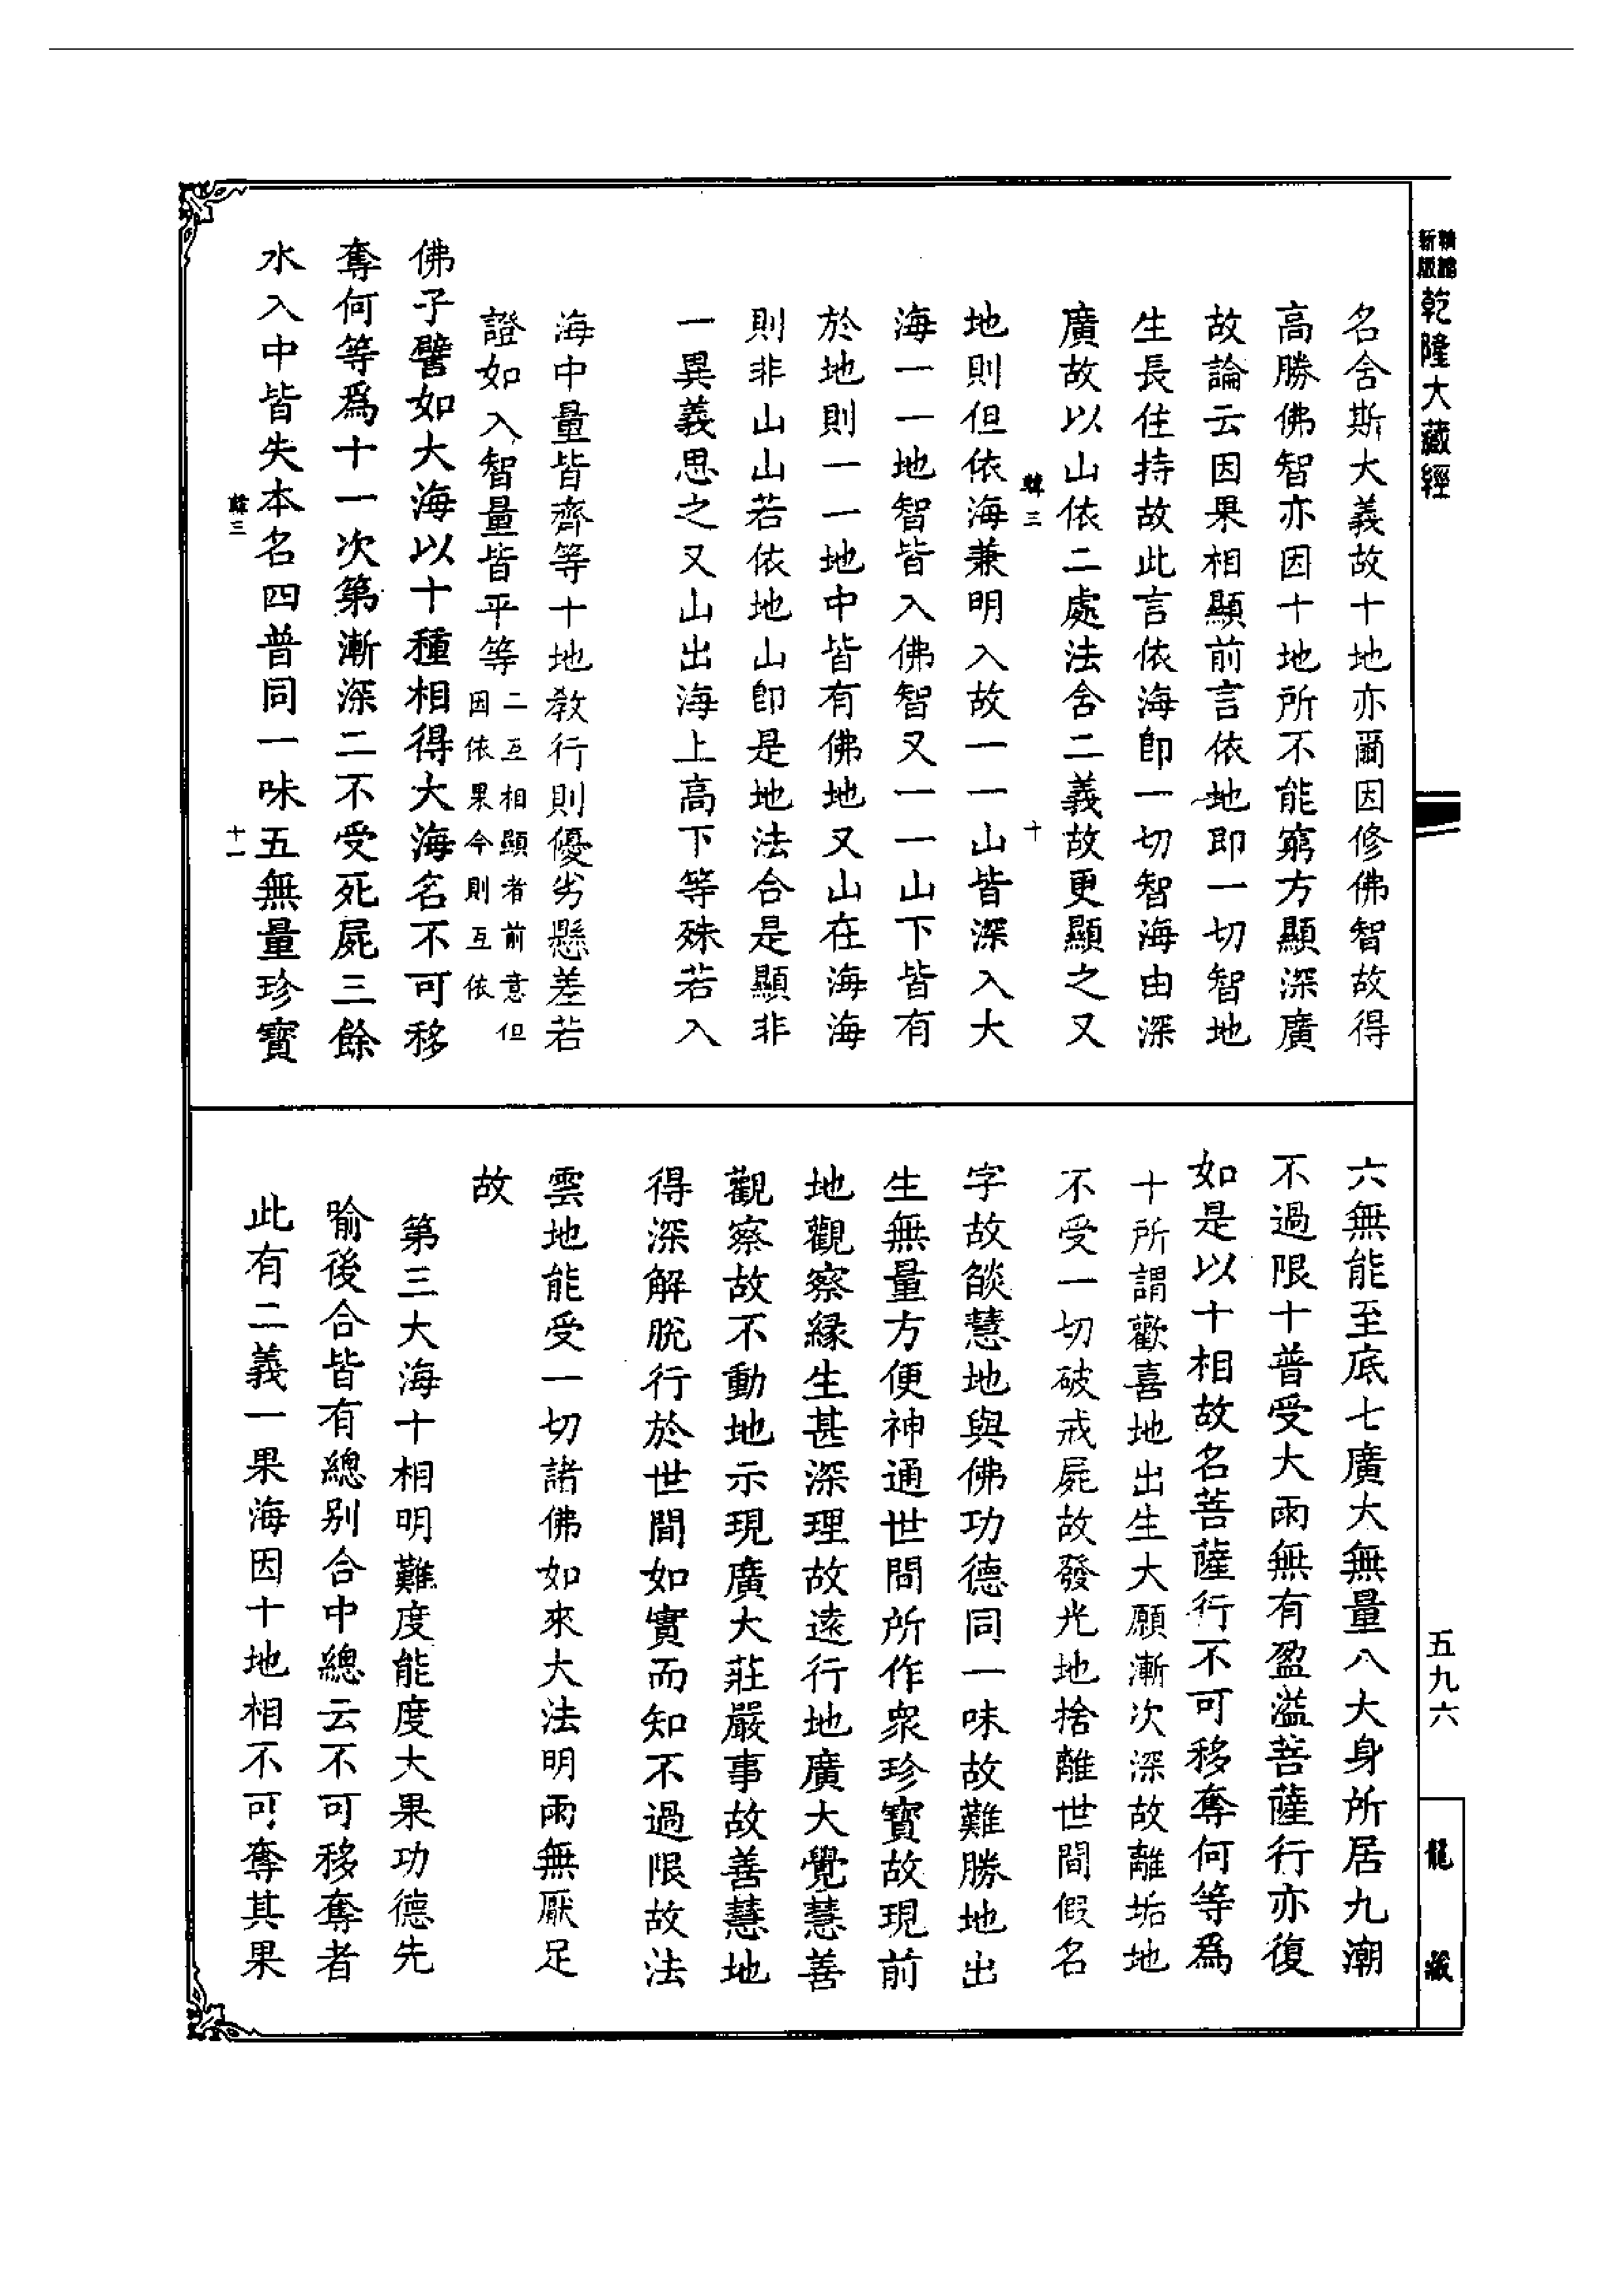 新版
精縮
乾隆大藏經
名含斯大義故十地亦爾因修佛智故得
高勝佛智亦因十地所不能窮方顯深廣
故論云因果相顯前言依地即一切智地
生長住持故此言依海即一切智海由深
廣故以山依二處法含二義故更顯之又
韓三
十
地則但依海兼明入故一一山皆深入大
海一一地智皆入佛智又一一山下皆有
於地則一一地中皆有佛地又山在海海
則非山山若依地山即是地法合是顯非
一異義思之又山出海上高下等殊若入
海中量皆齊等十地教行則優劣懸差若
證如入智量皆平等二互相顯者前意但
因依果今則互依
佛子譬如大海以十種相得大海名不可移
奪何等爲十一次第漸深二不受死屍三餘
水入中皆失本名四普同一味五無量珍寶
韓三
十一
六無能至底七廣大無量八大身所居九潮
不過限十普受大雨無有盈溢菩薩行亦復
如是以十相故名菩薩行不可移奪何等爲
十所謂歡喜地出生大願漸次深故離垢地
不受一切破戒屍故發光地捨離世間假名
字故燄慧地與佛功德同一味故難勝地出
生無量方便神通世間所作衆珍寶故現前
地觀察緣生甚深理故遠行地廣大覺慧善
觀察故不動地示現廣大莊嚴事故善慧地
得深解脫行於世間如實而知不過限故法
雲地能受一切諸佛如來大法明雨無厭足
故
第三大海十相明難度能度大果功德先
喻後合皆有總別合中總云不可移奪者
此有二義一果海因十地相不可奪其果
五九六
龍藏